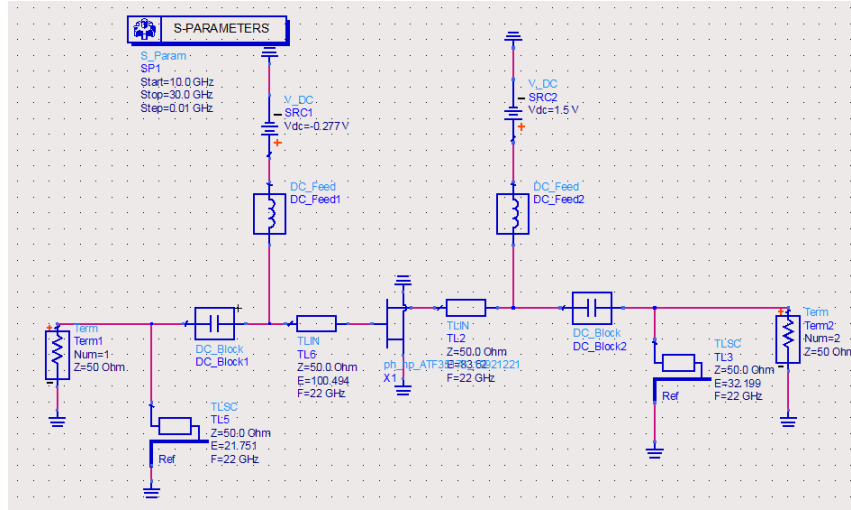 S-PARAMETERS
S_Param
SP1
Start=10.0 GHz
Stop=30.0 GHz
Step=0.01 GHz
V_DC
SRC1
Vdc=-0.277 V
V_DC
SRC2
Vdc=1.5 V
DC_Feed
DC_Feed1
DC_Feed
DC_Feed2
Term
Term1
Num=1
Z=50 Ohm
DC_Block
DC_Block1
TLIN
TL6
Z=50.0 Ohm
E=100.494
F=22 GHz
X1
TLIN
TL2
Z=50.0 Ohm
F=22 GHz
DC_Block
DC_Block2
TLSC
TL3
Z=50.0 Ohm
E=32.199
F=22 GHz
Ref
Term
Term2
Num=2
Z=50 Ohm
TLSC
TL5
Z=50.0 Ohm
E=21.751
F=22 GHz
Ref